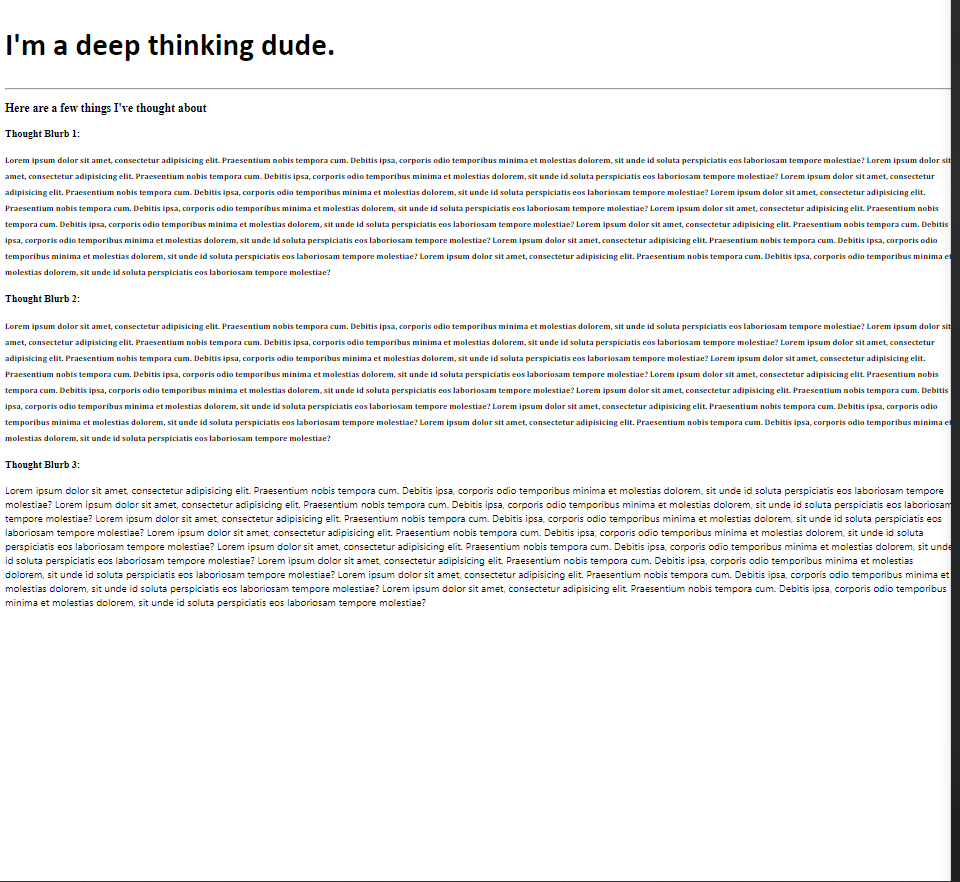 I'm a deep thinking dude.
Here are a few things I've thought about
Thought Blurb 1:
Lorem ipsum dolor sit amet, consectetur adipisicing elit. Praesentium nobis tempora cum. Debitis ipsa, corporis odio temporibus minima et molestias dolorem, sit unde id soluta perspiciatis eos laboriosam tempore molestiae? Lorem ipsum dolor sit
amet, consectetur adipisicing elit. Praesentium nobis tempora cum. Debitis ipsa, corporis odio temporibus minima et molestias dolorem, sit unde id soluta perspiciatis eos laboriosam tempore molestiae? Lorem ipsum dolor sit amet, consectetur
adipisicing elit. Praesentium nobis tempora cum. Debitis ipsa, corporis odio temporibus minima et molestias dolorem, sit unde id soluta perspiciatis eos laboriosam tempore molestiae? Lorem ipsum dolor sit amet, consectetur adipisicing elit.
Praesentium nobis tempora cum. Debitis ipsa, corporis odio temporibus minima et molestias dolorem, sit unde id soluta perspiciatis eos laboriosam tempore molestiae? Lorem ipsum dolor sit amet, consectetur adipisicing elit. Praesentium nobis
tempora cum. Debitis ipsa, corporis odio temporibus minima et molestias dolorem, sit unde id soluta perspiciatis eos laboriosam tempore molestiae? Lorem ipsum dolor sit amet, consectetur adipisicing elit. Praesentium nobis tempora cum. Debitis
ipsa, corporis odio temporibus minima et molestias dolorem, sit unde id soluta perspiciatis eos laboriosam tempore molestiae? Lorem ipsum dolor sit amet, consectetur adipisicing elit. Praesentium nobis tempora cum. Debitis ipsa, corporis odio
temporibus minima et molestias dolorem, sit unde id soluta perspiciatis eos laboriosam tempore molestiae? Lorem ipsum dolor sit amet, consectetur adipisicing elit. Praesentium nobis tempora cum. Debitis ipsa, corporis odio temporibus minima et
molestias dolorem, sit unde id soluta perspiciatis eos laboriosam tempore molestiae?
Thought Blurb 2:
Lorem ipsum dolor sit amet, consectetur adipisicing elit. Praesentium nobis tempora cum. Debitis ipsa, corporis odio temporibus minima et molestias dolorem, sit unde id soluta perspiciatis eos laboriosam tempore molestiae? Lorem ipsum dolor sit
amet, consectetur adipisicing elit. Praesentium nobis tempora cum. Debitis ipsa, corporis odio temporibus minima et molestias dolorem, sit unde id soluta perspiciatis eos laboriosam tempore molestiae? Lorem ipsum dolor sit amet, consectetur
adipisicing elit. Praesentium nobis tempora cum. Debitis ipsa, corporis odio temporibus minima et molestias dolorem, sit unde id soluta perspiciatis eos laboriosam tempore molestiae? Lorem ipsum dolor sit amet, consectetur adipisicing elit.
Praesentium nobis tempora cum. Debitis ipsa, corporis odio temporibus minima et molestias dolorem, sit unde id soluta perspiciatis eos laboriosam tempore molestiae? Lorem ipsum dolor sit amet, consectetur adipisicing elit. Praesentium nobis
tempora cum. Debitis ipsa, corporis odio temporibus minima et molestias dolorem, sit unde id soluta perspiciatis eos laboriosam tempore molestiae? Lorem ipsum dolor sit amet, consectetur adipisicing elit. Praesentium nobis tempora cum. Debitis
ipsa, corporis odio temporibus minima et molestias dolorem, sit unde id soluta perspiciatis eos laboriosam tempore molestiae? Lorem ipsum dolor sit amet, consectetur adipisicing elit. Praesentium nobis tempora cum. Debitis ipsa, corporis odio
temporibus minima et molestias dolorem, sit unde id soluta perspiciatis eos laboriosam tempore molestiae? Lorem ipsum dolor sit amet, consectetur adipisicing elit. Praesentium nobis tempora cum. Debitis ipsa, corporis odio temporibus minima et
molestias dolorem, sit unde id soluta perspiciatis eos laboriosam tempore molestiae?
Thought Blurb 3:
Lorem ipsum dolor sit amet, consectetur adipisicing elit. Praesentium nobis tempora cum. Debitis ipsa, corporis odio temporibus minima et molestias dolorem, sit unde id soluta perspiciatis eos laboriosam tempore
molestiae? Lorem ipsum dolor sit amet, consectetur adipisicing elit. Praesentium nobis tempora cum. Debitis ipsa, corporis odio temporibus minima et molestias dolorem, sit unde id soluta perspiciatis eos laboriosam
tempore molestiae? Lorem ipsum dolor sit amet, consectetur adipisicing elit. Praesentium nobis tempora cum. Debitis ipsa, corporis odio temporibus minima et molestias dolorem, sit unde id soluta perspiciatis eos
laboriosam tempore molestiae? Lorem ipsum dolor sit amet, consectetur adipisicing elit. Praesentium nobis tempora cum. Debitis ipsa, corporis odio temporibus minima et molestias dolorem, sit unde id soluta
perspiciatis eos laboriosam tempore molestiae? Lorem ipsum dolor sit amet, consectetur adipisicing elit. Praesentium nobis tempora cum. Debitis ipsa, corporis odio temporibus minima et molestias dolorem, sit unde
id soluta perspiciatis eos laboriosam tempore molestiae? Lorem ipsum dolor sit amet, consectetur adipisicing elit. Praesentium nobis tempora cum. Debitis ipsa, corporis odio temporibus minima et molestias
dolorem, sit unde id soluta perspiciatis eos laboriosam tempore molestiae? Lorem ipsum dolor sit amet, consectetur adipisicing elit. Praesentium nobis tempora cum. Debitis ipsa, corporis odio temporibus minima et
molestias dolorem, sit unde id soluta perspiciatis eos laboriosam tempore molestiae? Lorem ipsum dolor sit amet, consectetur adipisicing elit. Praesentium nobis tempora cum. Debitis ipsa, corporis odio temporibus
minima et molestias dolorem, sit unde id soluta perspiciatis eos laboriosam tempore molestiae?